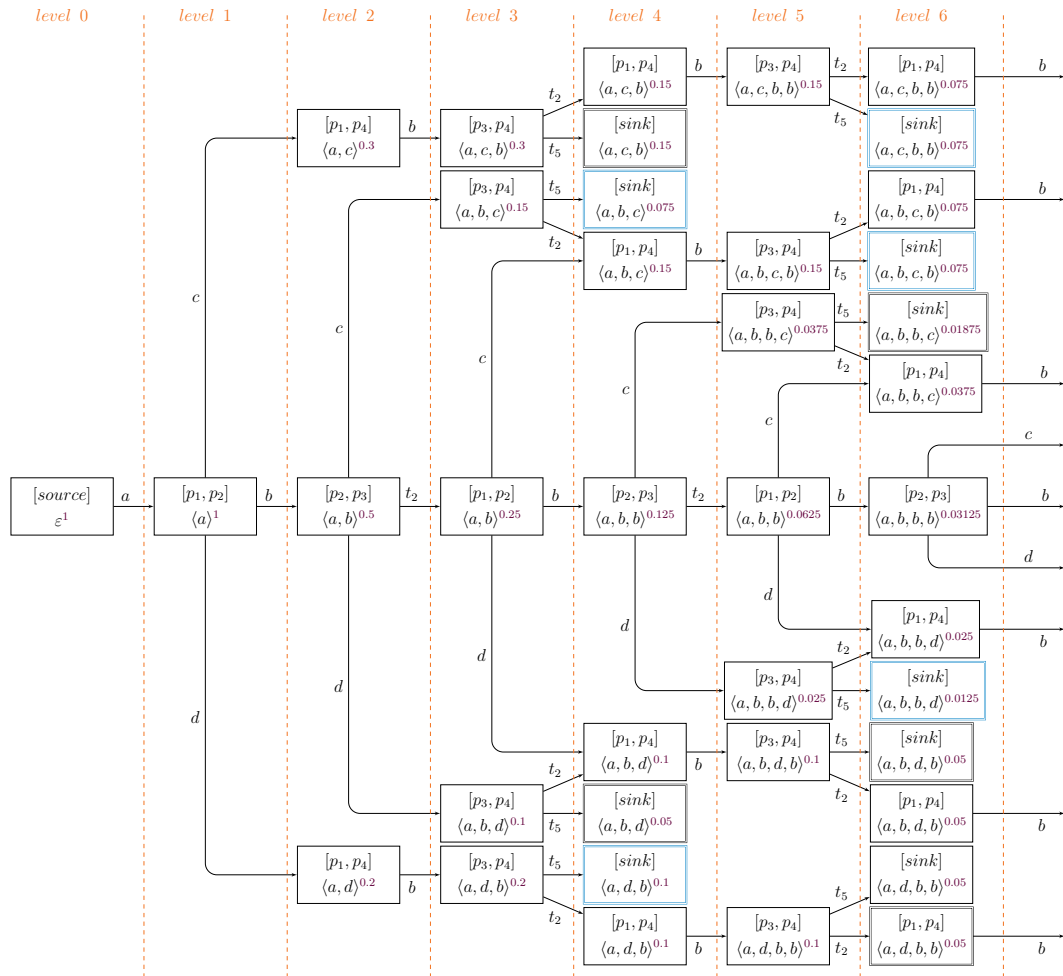 level 0 level 1 level 2 level 3 level 4 level 5 level 6
[p₁, p₄] b [p₃, p₄] t₂ [p₁, p₄] b
⟨a, c, b⟩^0.15 ⟨a, c, b, b⟩^0.15 ⟨a, c, b, b⟩^0.075
t₂ t₅
[p₁, p₄] b [p₃, p₄] [sink] [sink]
⟨a, c⟩^0.3 ⟨a, c, b⟩^0.3 t₅ ⟨a, c, b⟩^0.15 ⟨a, c, b, b⟩^0.075
[p₃, p₄] t₅ [sink] [p₁, p₄] b
⟨a, b, c⟩^0.15 ⟨a, b, c⟩^0.075 ⟨a, b, c, b⟩^0.075
t₂ t₂
[p₁, p₄] b [p₃, p₄] [sink]
⟨a, b, c⟩^0.15 ⟨a, b, c, b⟩^0.15 t₅ ⟨a, b, c, b⟩^0.075
c
[p₃, p₄] t₅ [sink]
⟨a, b, b, c⟩^0.0375 ⟨a, b, b, c⟩^0.01875
c c t₂
[p₁, p₄] b
c ⟨a, b, b, c⟩^0.0375
c
c
[source] a [p₁, p₂] b [p₂, p₃] t₂ [p₁, p₂] b [p₂, p₃] t₂ [p₁, p₂] b [p₂, p₃] b
ε^1 ⟨a⟩^1 ⟨a, b⟩^0.5 ⟨a, b⟩^0.25 ⟨a, b, b⟩^0.125 ⟨a, b, b⟩^0.0625 ⟨a, b, b, b⟩^0.03125
d
d
[p₁, p₄]
d ⟨a, b, b, d⟩^0.025 b
d t₂
[p₃, p₄] [sink]
d ⟨a, b, b, d⟩^0.025 t₅ ⟨a, b, b, d⟩^0.0125
d
[p₁, p₄] [p₃, p₄] t₅ [sink]
⟨a, b, d⟩^0.1 b ⟨a, b, d, b⟩^0.1 ⟨a, b, d, b⟩^0.05
t₂ t₂
[p₃, p₄] [sink] [p₁, p₄]
⟨a, b, d⟩^0.1 t₅ ⟨a, b, d⟩^0.05 ⟨a, b, d, b⟩^0.05 b
[p₁, p₄] [p₃, p₄] t₅ [sink] [sink]
⟨a, d⟩^0.2 b ⟨a, d, b⟩^0.2 ⟨a, d, b⟩^0.1 ⟨a, d, b, b⟩^0.05
t₂ t₅
[p₁, p₄] [p₃, p₄] [p₁, p₄]
⟨a, d, b⟩^0.1 b ⟨a, d, b, b⟩^0.1 t₂ ⟨a, d, b, b⟩^0.05 b